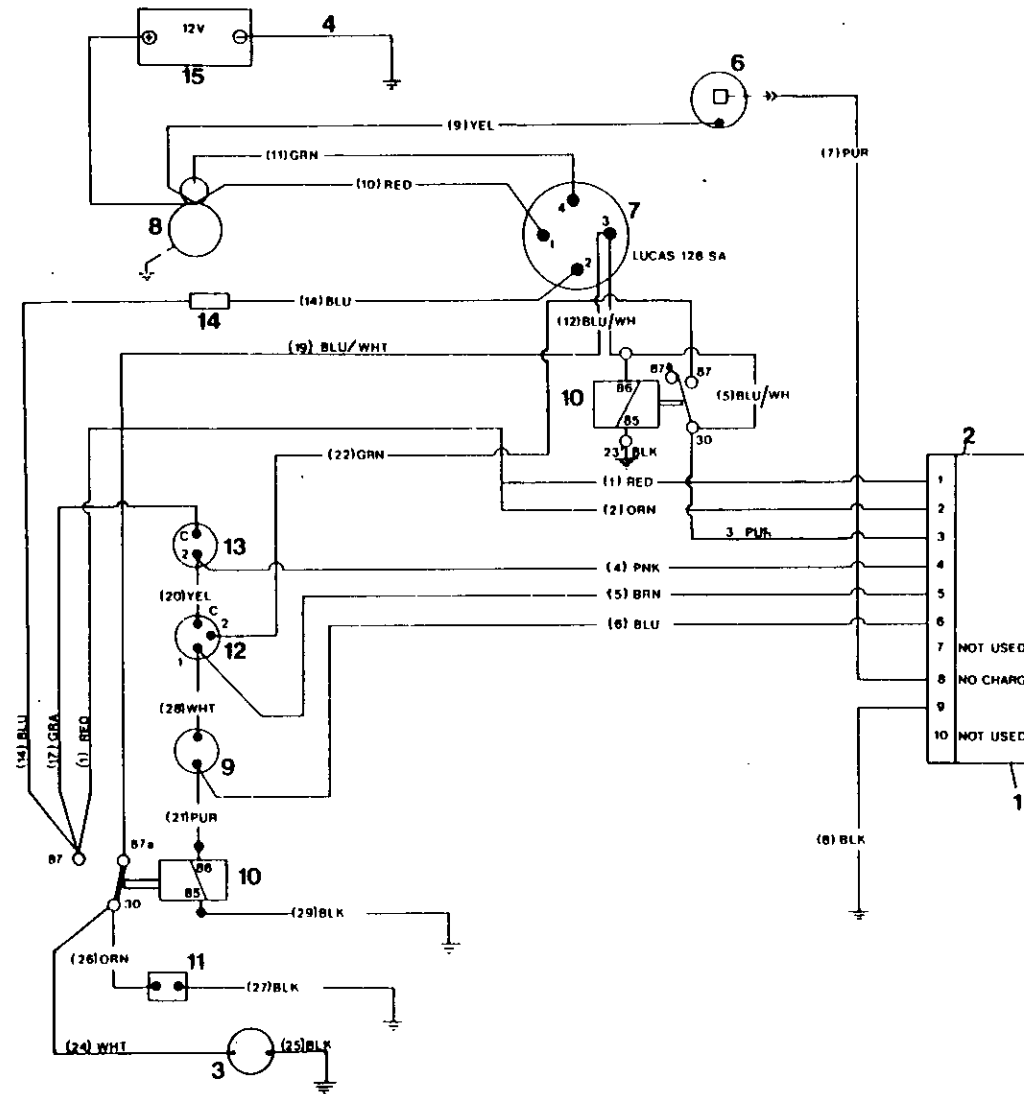 12V
4
15
6
(9)YEL
(7)PUR
(11)GRN
(10)RED
8
4
7
3
1
2
LUCAS 128 SA
(14)BLU
14
(12)BLU/WH
(19) BLU/WHT
87
87
86
10
85
(5)BLU/WH
30
23 BLK
(22)GRN
2
(1) RED
1
(2)ORN
2
3 PUR
3
C
2
13
(4) PNK
4
(20)YEL
(5) BRN
5
C
2
12
1
(6) BLU
6
7 NOT USED
8 NO CHARG
9
10 NOT USED
1
(28)WHT
(14)BLU
(17)GRA
(1) RED
9
(21)PUR
(8) BLK
87
87a
86
85
10
30
(29)BLK
(26)ORN
11
(27)BLK
(24) WHT
3
(25)BLK